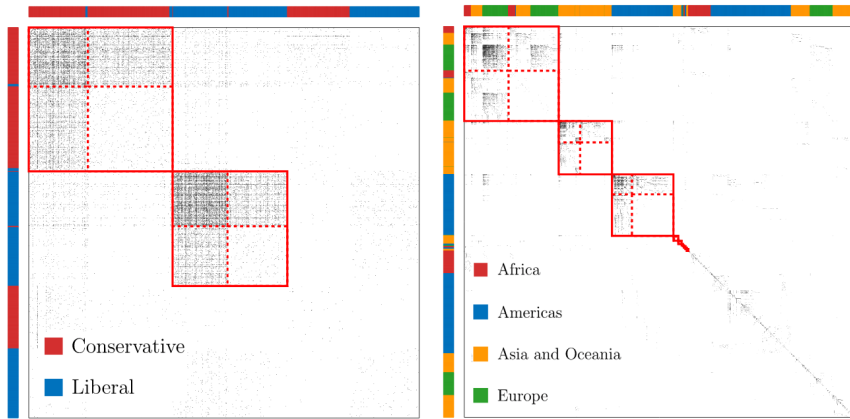 Conservative
Liberal
Africa
Americas
Asia and Oceania
Europe